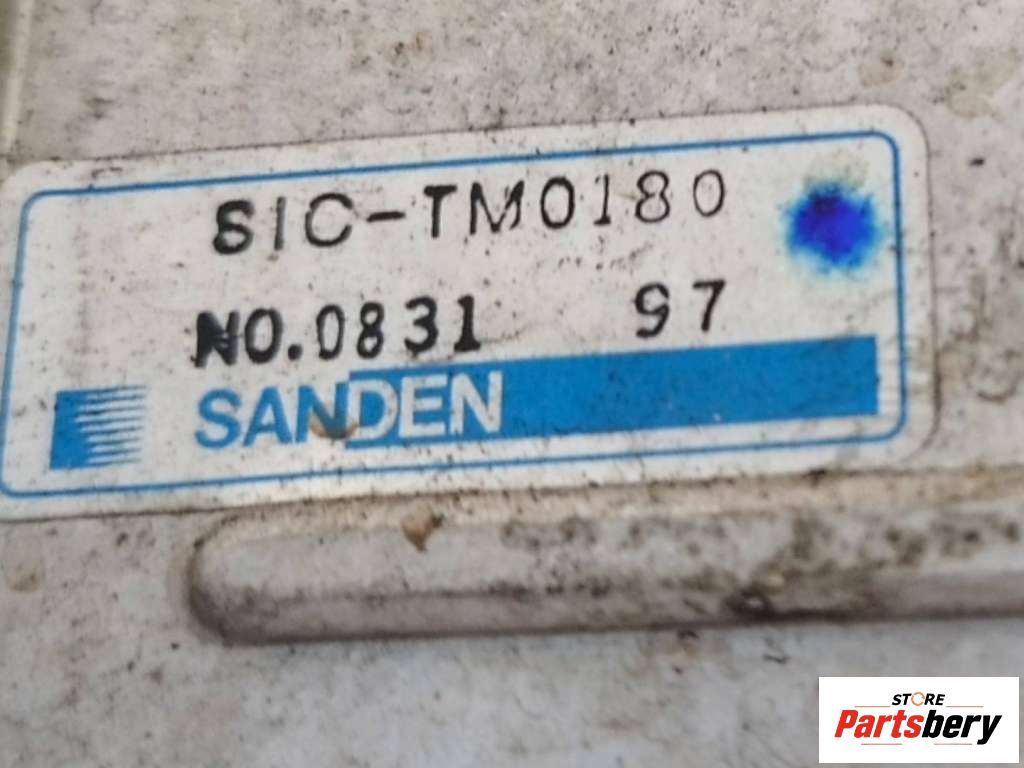 SIC-TM0180
NO.0831 97
SANDEN
STORE
Partsbery